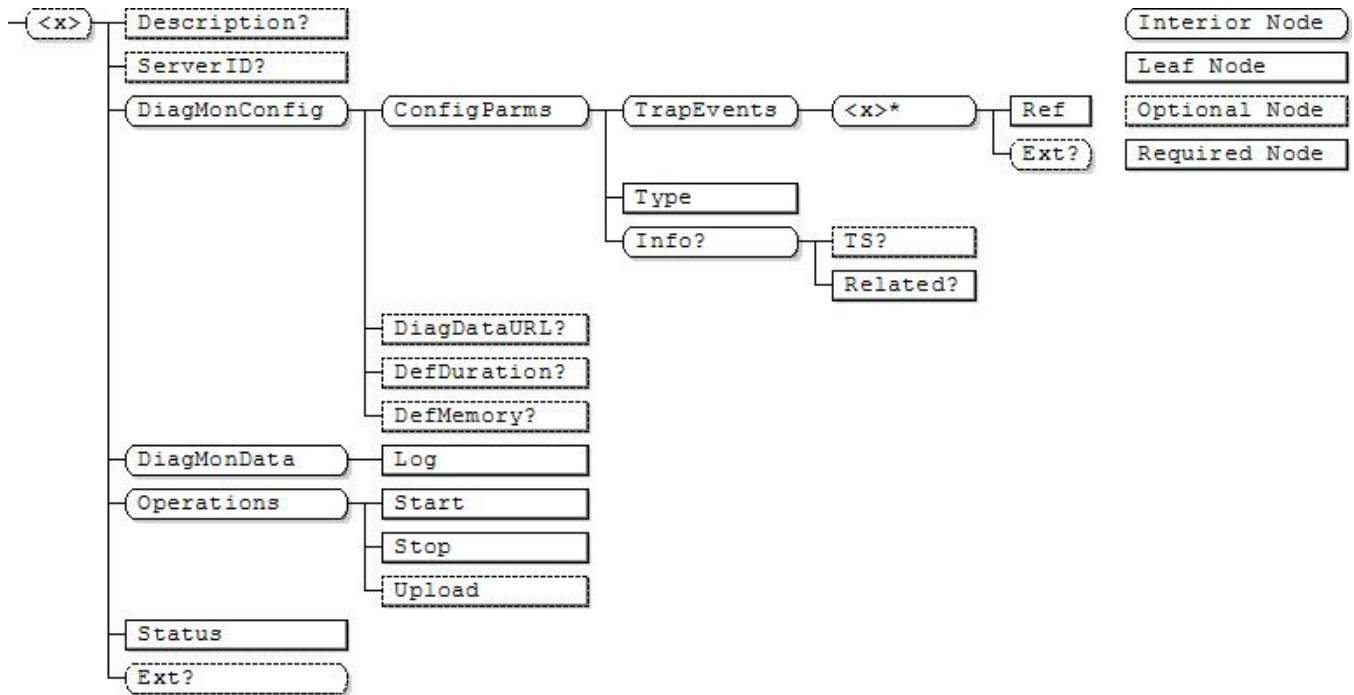 <x> Description? Interior Node
ServerID? Leaf Node
DiagMonConfig ConfigParms TrapEvents <x>* Ref Optional Node
Ext? Required Node
Type
Info? TS?
Related?
DiagDataURL?
DefDuration?
DefMemory?
DiagMonData Log
Operations Start
Stop
Upload
Status
Ext?